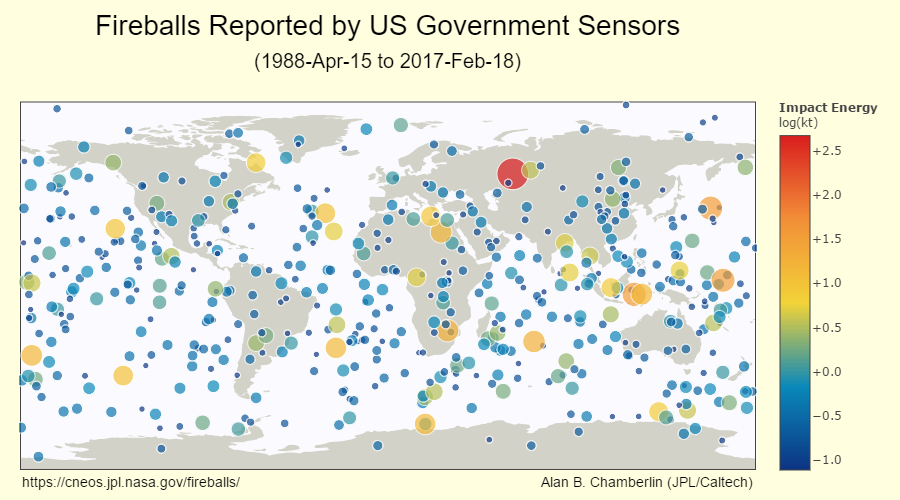 Fireballs Reported by US Government Sensors
(1988-Apr-15 to 2017-Feb-18)
Impact Energy
log(kt)
+2.5
+2.0
+1.5
+1.0
+0.5
+0.0
−0.5
−1.0
https://cneos.jpl.nasa.gov/fireballs/
Alan B. Chamberlin (JPL/Caltech)